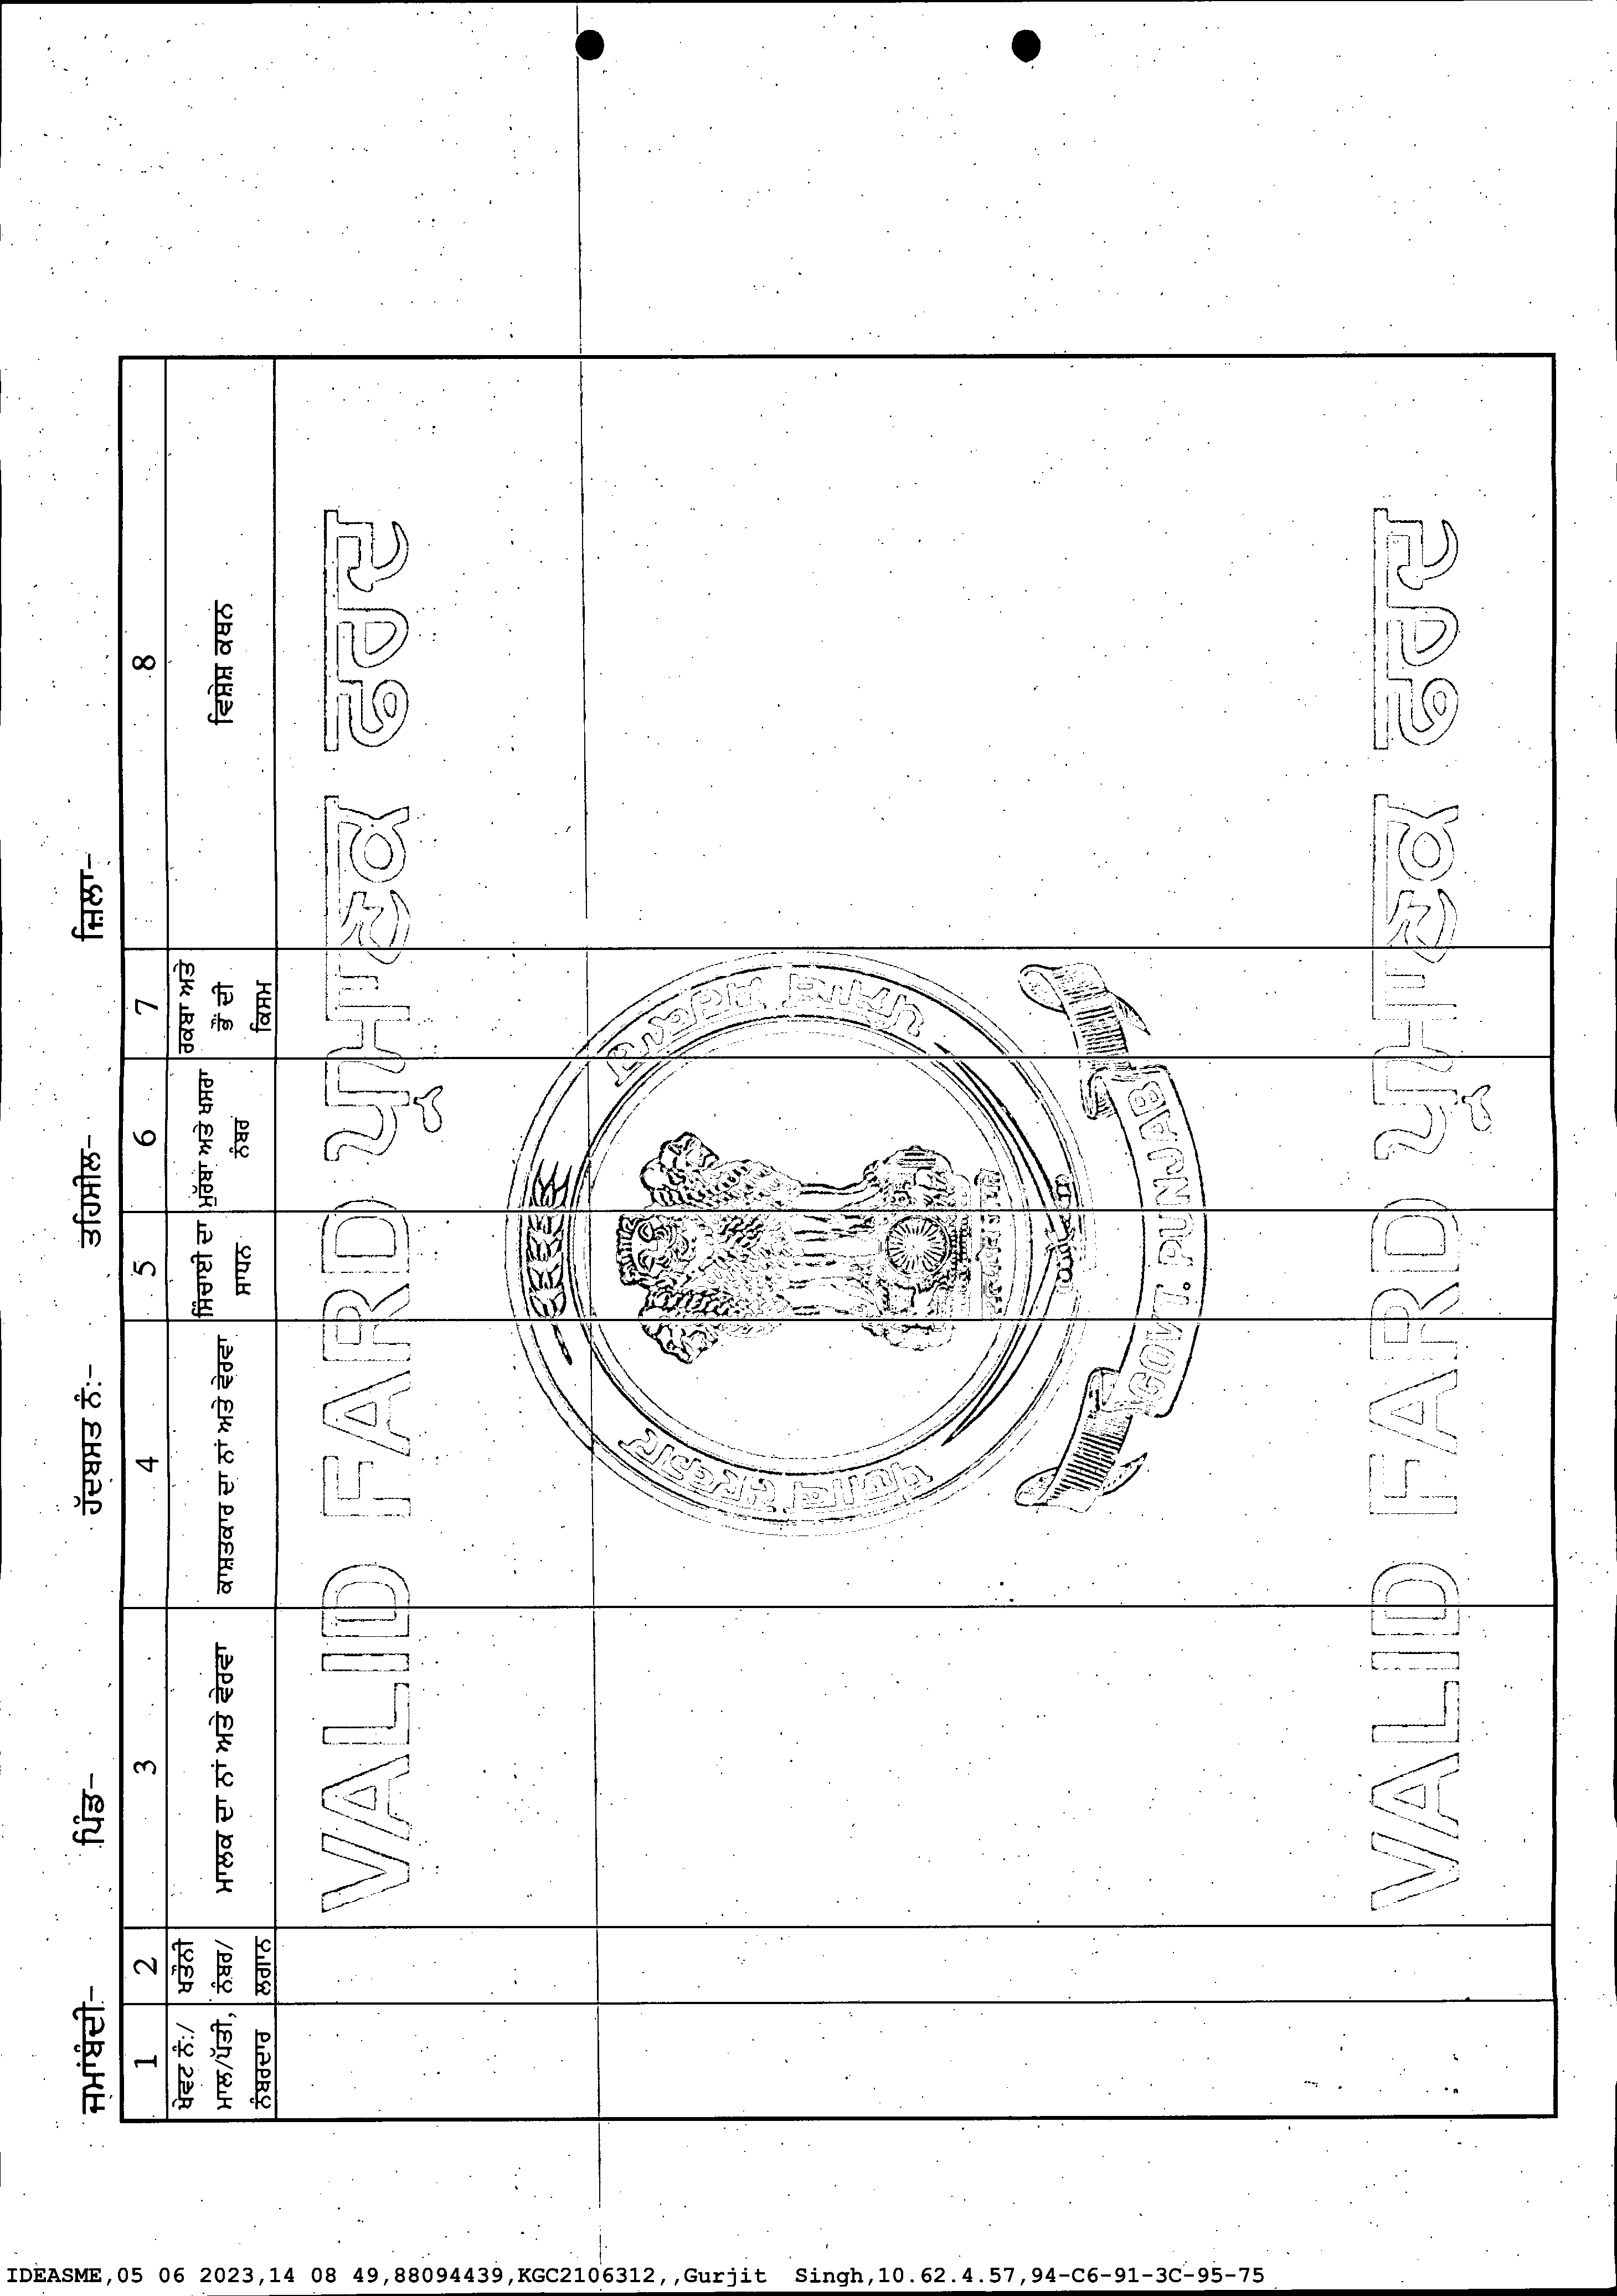 ਜਮਾਂਬੰਦੀ- ਪਿੰਡ- ਹੱਦਬਸਤ ਨੰ:- ਤਹਿਸੀਲ- ਜ਼ਿਲਾ-
1 2 3 4 5 6 7 8
ਖੇਵਟ ਨੰ:/
ਮਾਲ/ਪੱਤੀ,
ਨੰਬਰਦਾਰ
ਖਤੌਨੀ
ਨੰਬਰ/
ਲਗਾਨ
ਮਾਲਕ ਦਾ ਨਾਂ ਅਤੇ ਵੇਰਵਾ
ਕਾਸ਼ਤਕਾਰ ਦਾ ਨਾਂ ਅਤੇ ਵੇਰਵਾ
ਸਿੰਚਾਈ ਦਾ
ਸਾਧਨ
ਮੁਰੱਬਾ ਅਤੇ ਖਸਰਾ
ਨੰਬਰ
ਰਕਬਾ ਅਤੇ
ਭੌਂ ਦੀ
ਕਿਸਮ
ਵਿਸ਼ੇਸ਼ ਕਥਨ
VALID FARD ਪ੍ਰਮਾਣਕ ਫਰਦ
ਪੰਜਾਬ ਸਰਕਾਰ
GOVT. PUNJAB
VALID FARD ਪ੍ਰਮਾਣਕ ਫਰਦ
IDEASME,05 06 2023,14 08 49,88094439,KGC2106312,,Gurjit Singh,10.62.4.57,94-C6-91-3C-95-75